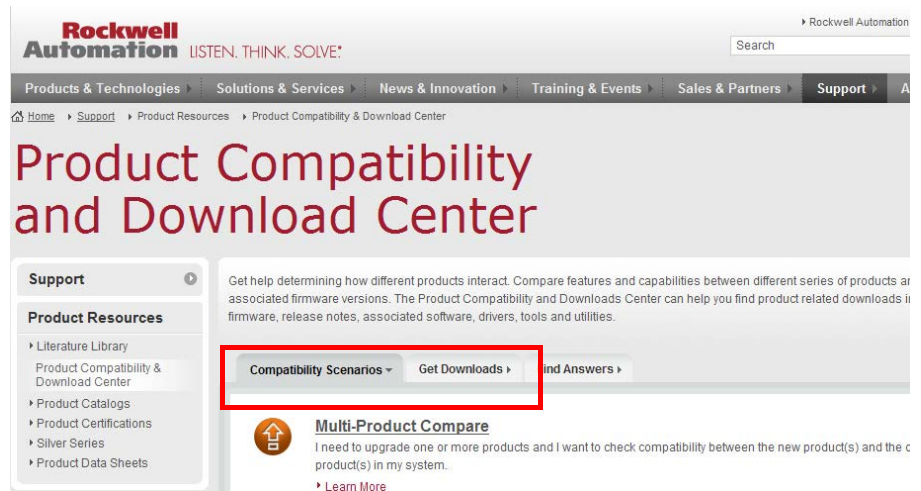 Rockwell
Automation LISTEN. THINK. SOLVE.
Rockwell Automation
Search
Products & Technologies Solutions & Services News & Innovation Training & Events Sales & Partners Support
Home Support Product Resources Product Compatibility & Download Center
Product Compatibility
and Download Center
Support
Product Resources
Literature Library
Product Compatibility &
Download Center
Product Catalogs
Product Certifications
Silver Series
Product Data Sheets
Get help determining how different products interact. Compare features and capabilities between different series of products
associated firmware versions. The Product Compatibility and Downloads Center can help you find product related downloads
firmware, release notes, associated software, drivers, tools and utilities.
Compatibility Scenarios Get Downloads ind Answers
Multi-Product Compare
I need to upgrade one or more products and I want to check compatibility between the new product(s) and the
product(s) in my system.
Learn More